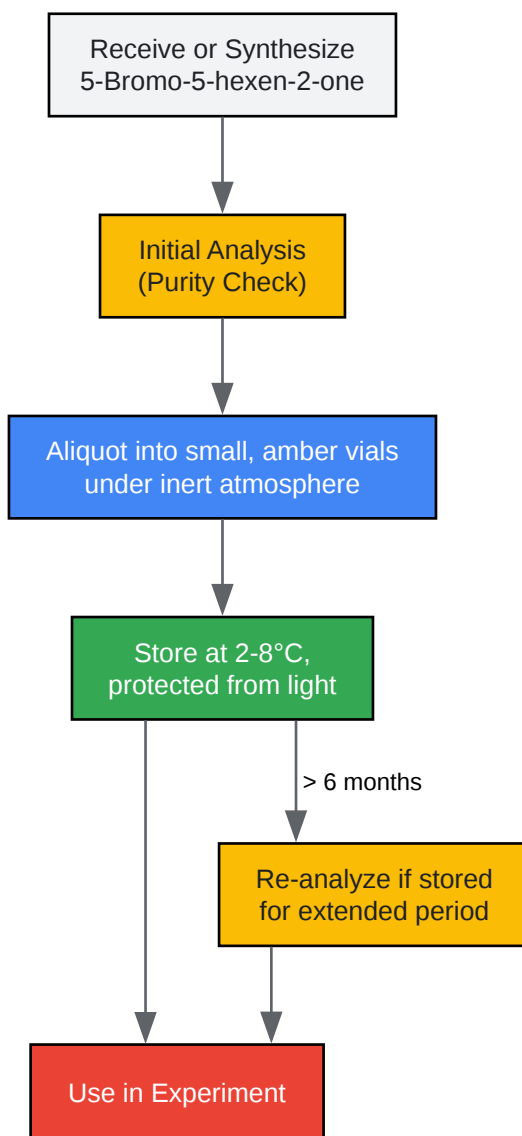 Receive or Synthesize
5-Bromo-5-hexen-2-one
Initial Analysis
(Purity Check)
Aliquot into small, amber vials
under inert atmosphere
Store at 2-8°C,
protected from light
> 6 months
Re-analyze if stored
for extended period
Use in Experiment